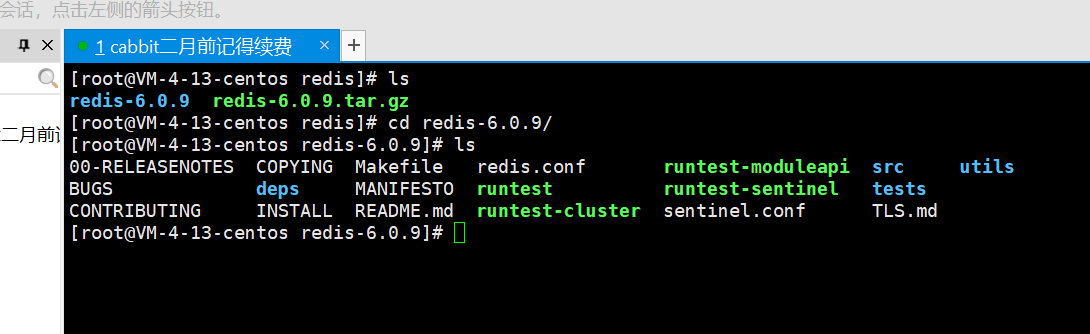 会话，点击左侧的箭头按钮。
1 cabbit二月前记得续费 × +
[root@VM-4-13-centos redis]# ls
redis-6.0.9  redis-6.0.9.tar.gz
二月前
[root@VM-4-13-centos redis]# cd redis-6.0.9/
[root@VM-4-13-centos redis-6.0.9]# ls
00-RELEASENOTES  COPYING  Makefile   redis.conf       runtest-moduleapi  src    utils
BUGS             deps     MANIFESTO  runtest          runtest-sentinel   tests
CONTRIBUTING     INSTALL  README.md  runtest-cluster  sentinel.conf      TLS.md
[root@VM-4-13-centos redis-6.0.9]#